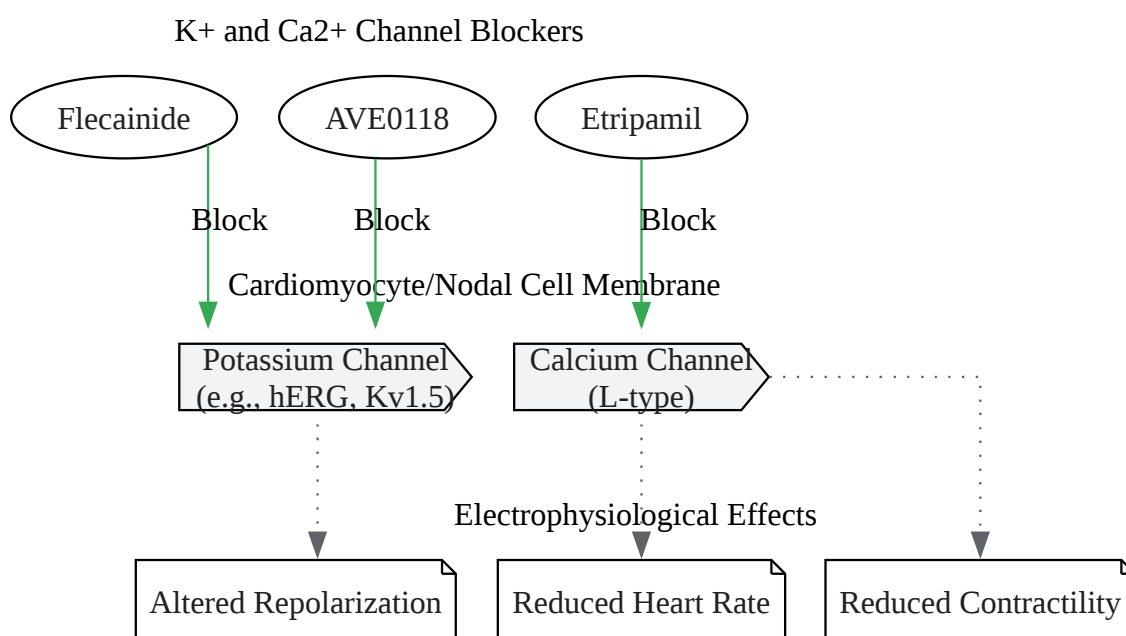 K+ and Ca2+ Channel Blockers
Flecainide
AVE0118
Etripamil
Block
Block
Block
Cardiomyocyte/Nodal Cell Membrane
Potassium Channel
(e.g., hERG, Kv1.5)
Calcium Channel
(L-type)
Electrophysiological Effects
Altered Repolarization
Reduced Heart Rate
Reduced Contractility